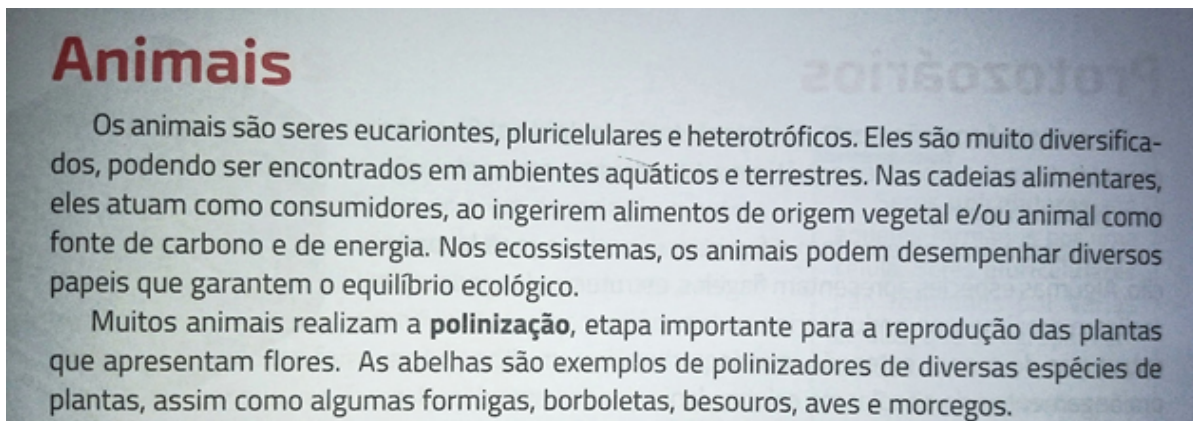 Animais
Os animais são seres eucariontes, pluricelulares e heterotróficos. Eles são muito diversifica-
dos, podendo ser encontrados em ambientes aquáticos e terrestres. Nas cadeias alimentares,
eles atuam como consumidores, ao ingerirem alimentos de origem vegetal e/ou animal como
fonte de carbono e de energia. Nos ecossistemas, os animais podem desempenhar diversos
papeis que garantem o equilíbrio ecológico.
Muitos animais realizam a polinização, etapa importante para a reprodução das plantas
que apresentam flores. As abelhas são exemplos de polinizadores de diversas espécies de
plantas, assim como algumas formigas, borboletas, besouros, aves e morcegos.